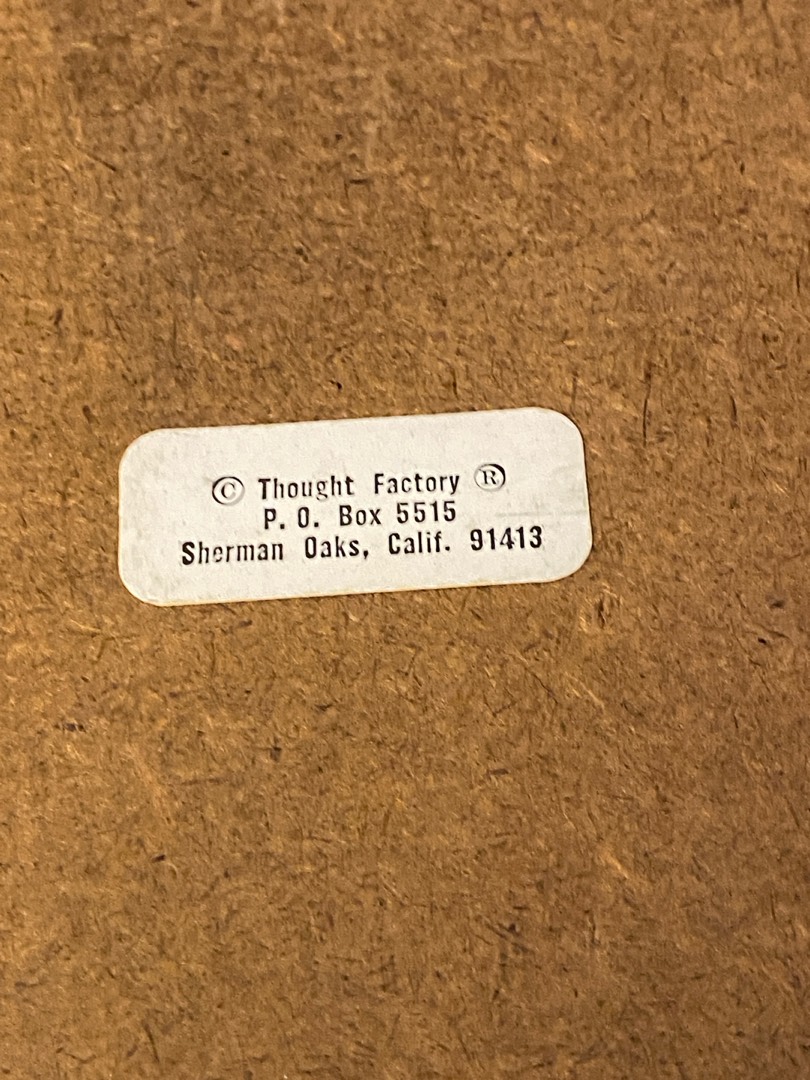 © Thought Factory ®
P. O. Box 5515
Sherman Oaks, Calif. 91413